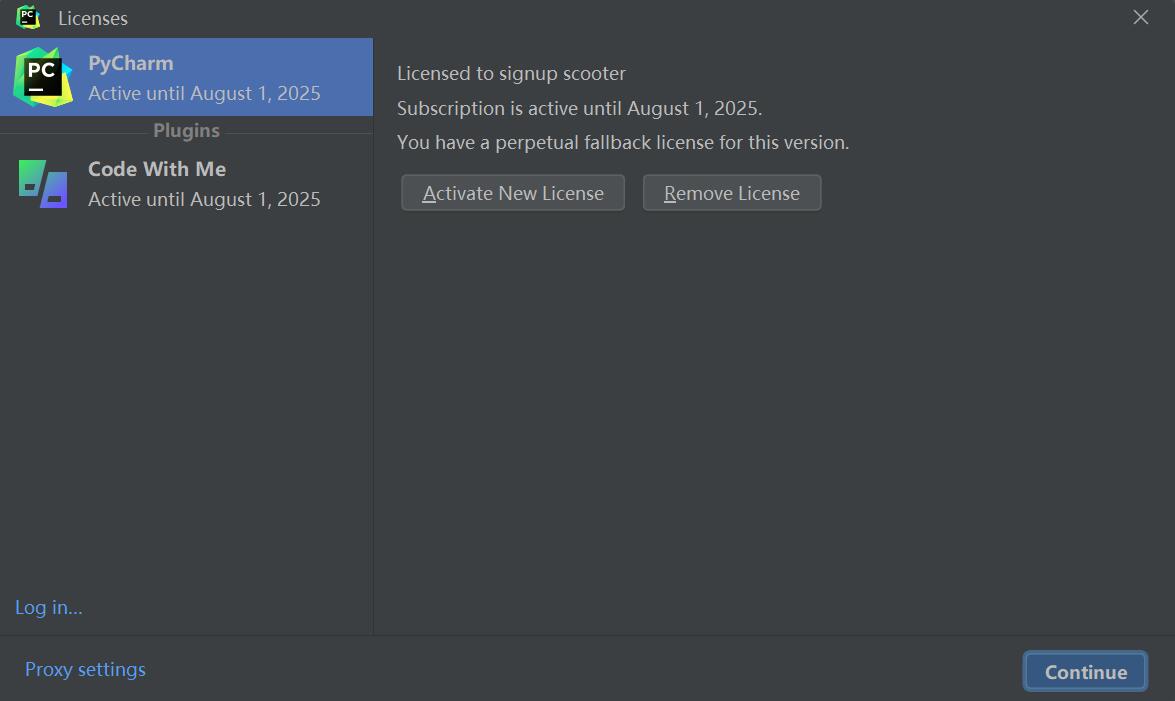 Licenses
PC
PyCharm
Active until August 1, 2025
Plugins
Code With Me
Active until August 1, 2025
Licensed to signup scooter
Subscription is active until August 1, 2025.
You have a perpetual fallback license for this version.
Activate New License
Remove License
Log in...
Proxy settings
Continue